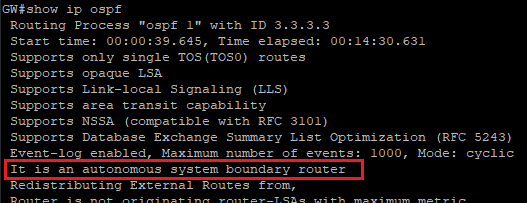 GW#show ip ospf
Routing Process "ospf 1" with ID 3.3.3.3
Start time: 00:00:39.645, Time elapsed: 00:14:30.631
Supports only single TOS(TOS0) routes
Supports opaque LSA
Supports Link-local Signaling (LLS)
Supports area transit capability
Supports NSSA (compatible with RFC 3101)
Supports Database Exchange Summary List Optimization (RFC 5243)
Event-log enabled, Maximum number of events: 1000, Mode: cyclic
It is an autonomous system boundary router
Redistributing External Routes from,
Router is not originating router-LSAs with maximum metric